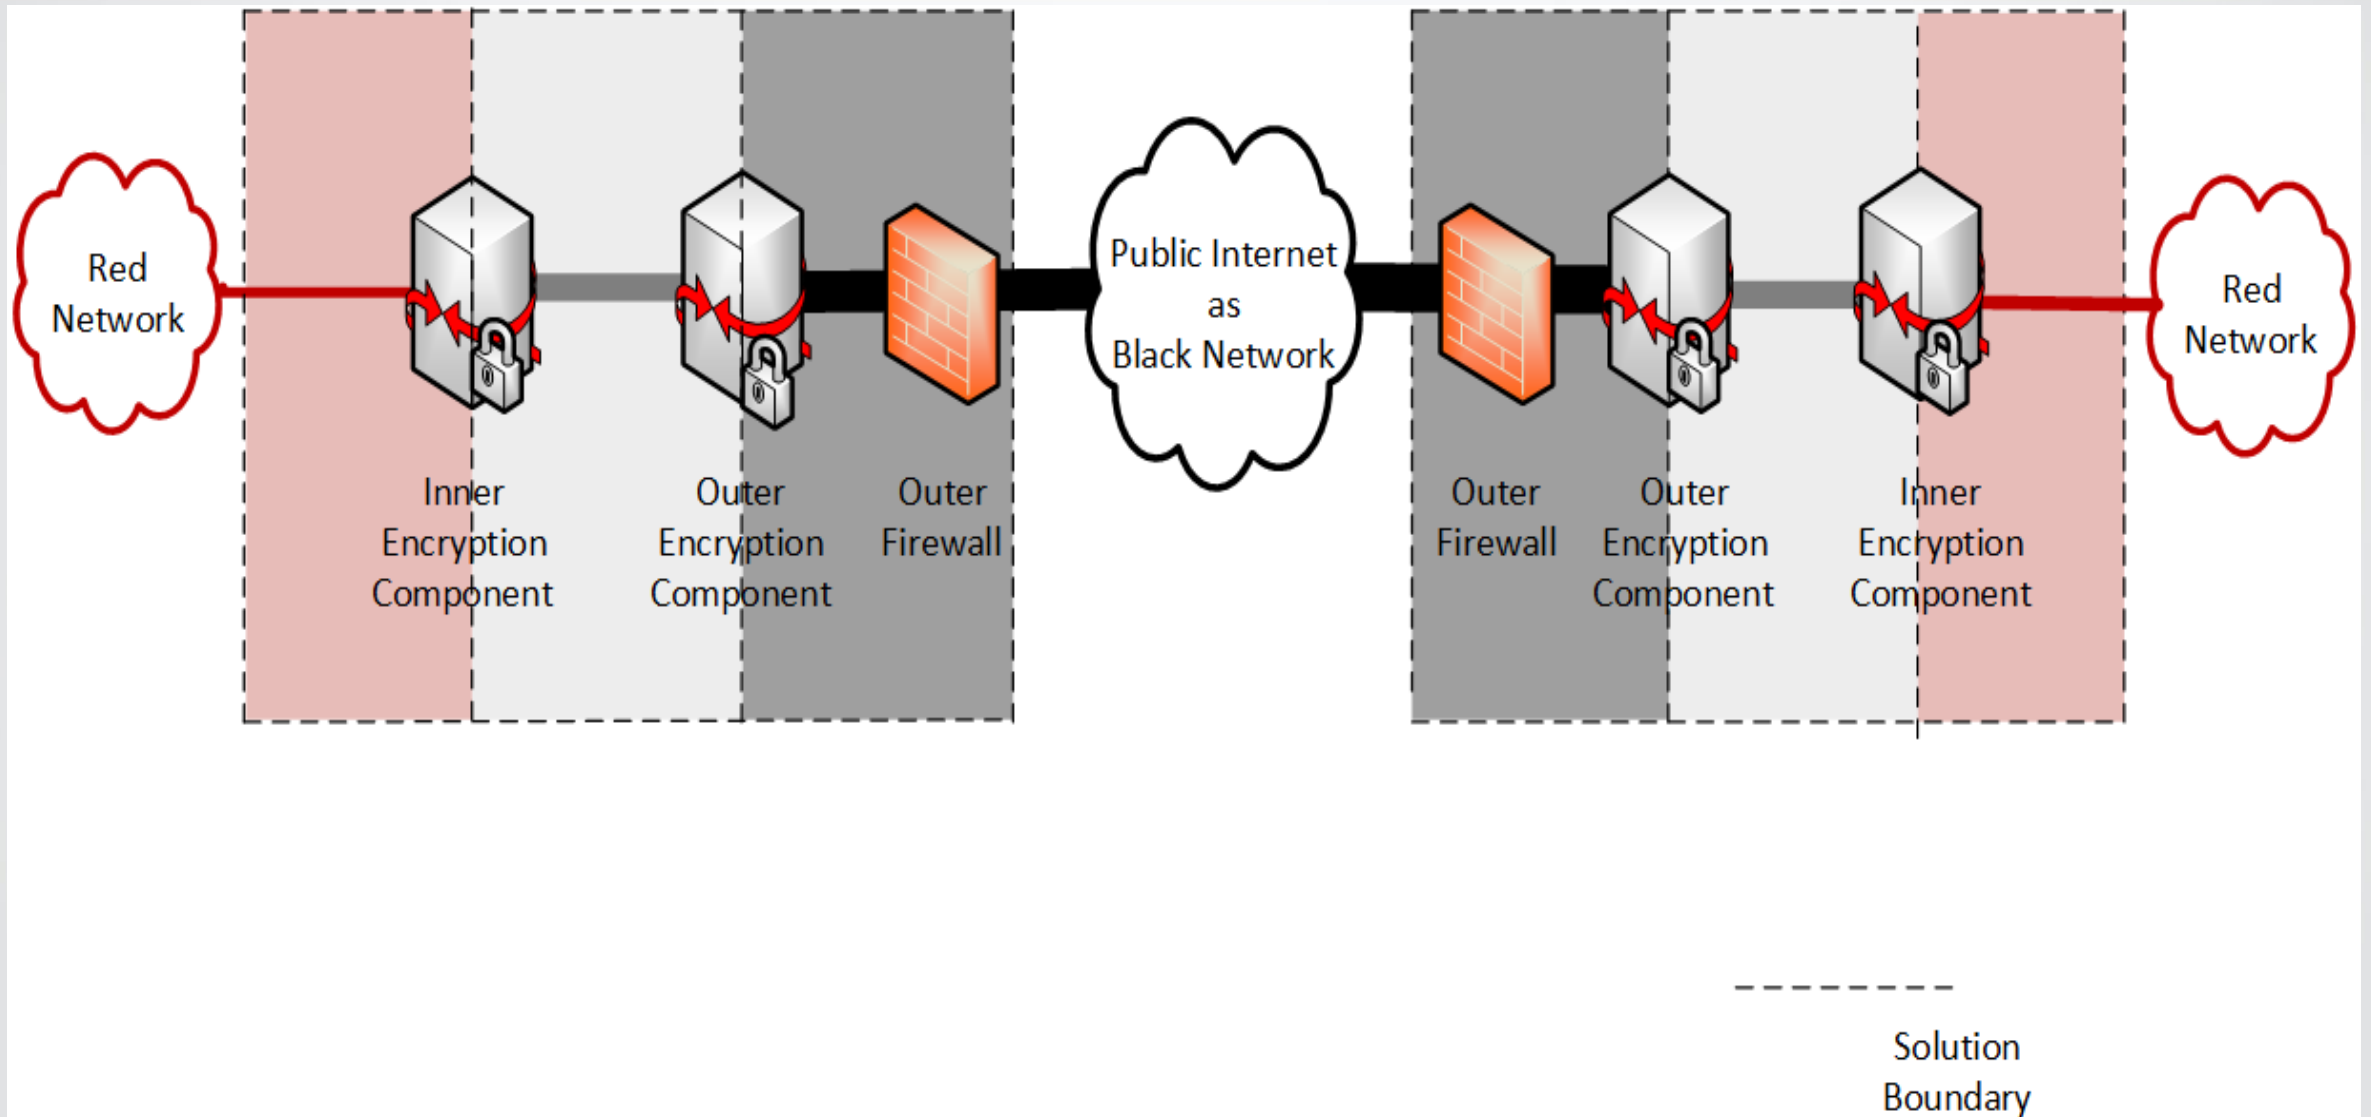 Red
Network
Inner
Encryption
Component
Outer
Encryption
Component
Outer
Firewall
Public Internet
as
Black Network
Outer
Firewall
Outer
Encryption
Component
Inner
Encryption
Component
Red
Network
Solution
Boundary